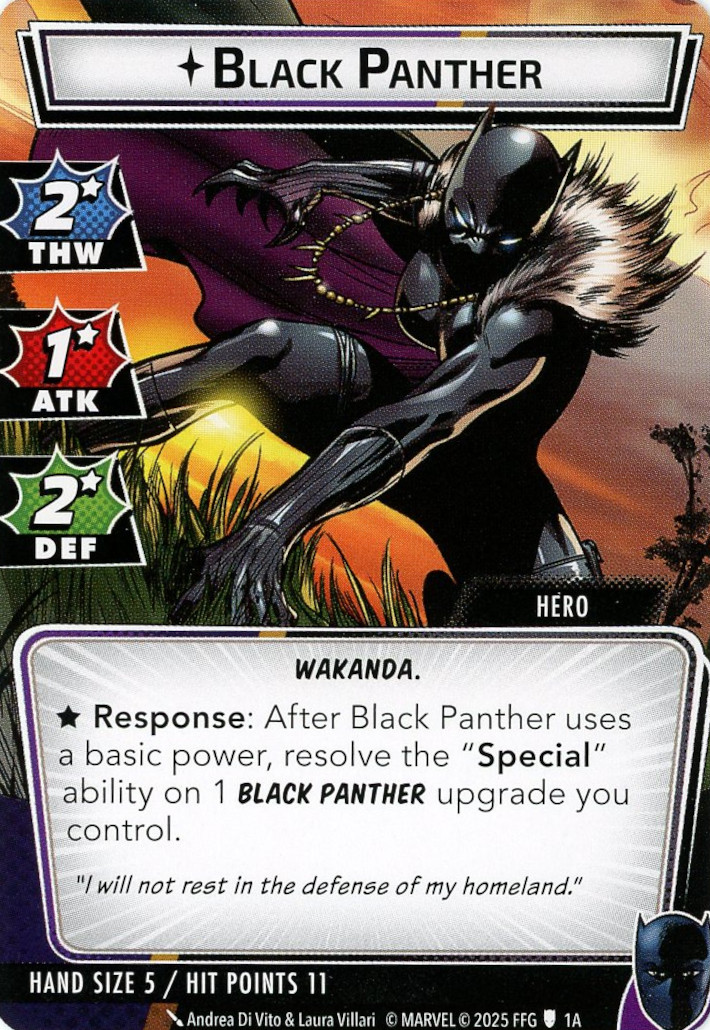 BLACK PANTHER
2★
THW
1★
ATK
2★
DEF
HERO
WAKANDA.
★ Response: After Black Panther uses
a basic power, resolve the "Special"
ability on 1 BLACK PANTHER upgrade you
control.
"I will not rest in the defense of my homeland."
HAND SIZE 5 / HIT POINTS 11
Andrea Di Vito & Laura Villari © MARVEL © 2025 FFG 1A